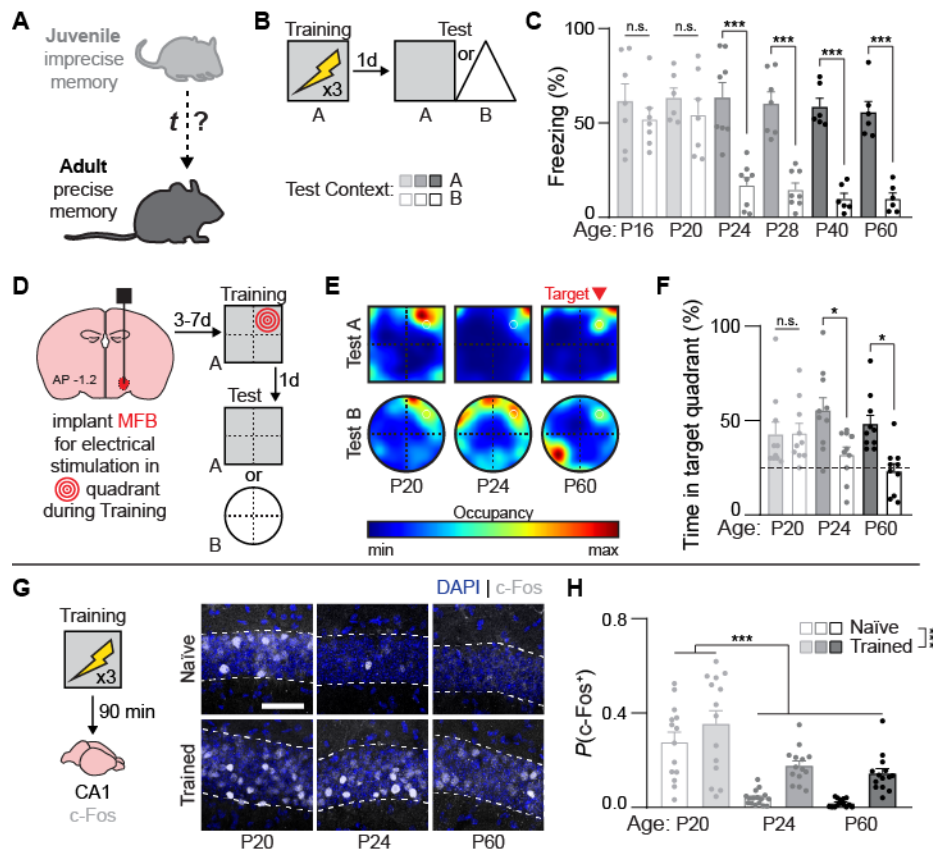 A
Juvenile
imprecise
memory
t ?
Adult
precise
memory
B
Training
Test
x3
1d
or
A
A
B
Test Context:
A
B
C
Freezing (%)
100
50
0
n.s.
n.s.
***
***
***
***
Age: P16 P20 P24 P28 P40 P60
D
AP -1.2
implant MFB
for electrical
stimulation in
quadrant
during Training
3-7d
Training
A
1d
Test
A
or
B
E
Target
Test A
Test B
P20 P24 P60
Occupancy
min max
F
Time in target quadrant (%)
100
50
0
n.s.
*
*
Age: P20 P24 P60
G
Training
x3
90 min
CA1
c-Fos
DAPI | c-Fos
Naïve
Trained
P20 P24 P60
H
P(c-Fos⁺)
0.8
0.4
0.0
***
Naïve
Trained
***
Age: P20 P24 P60